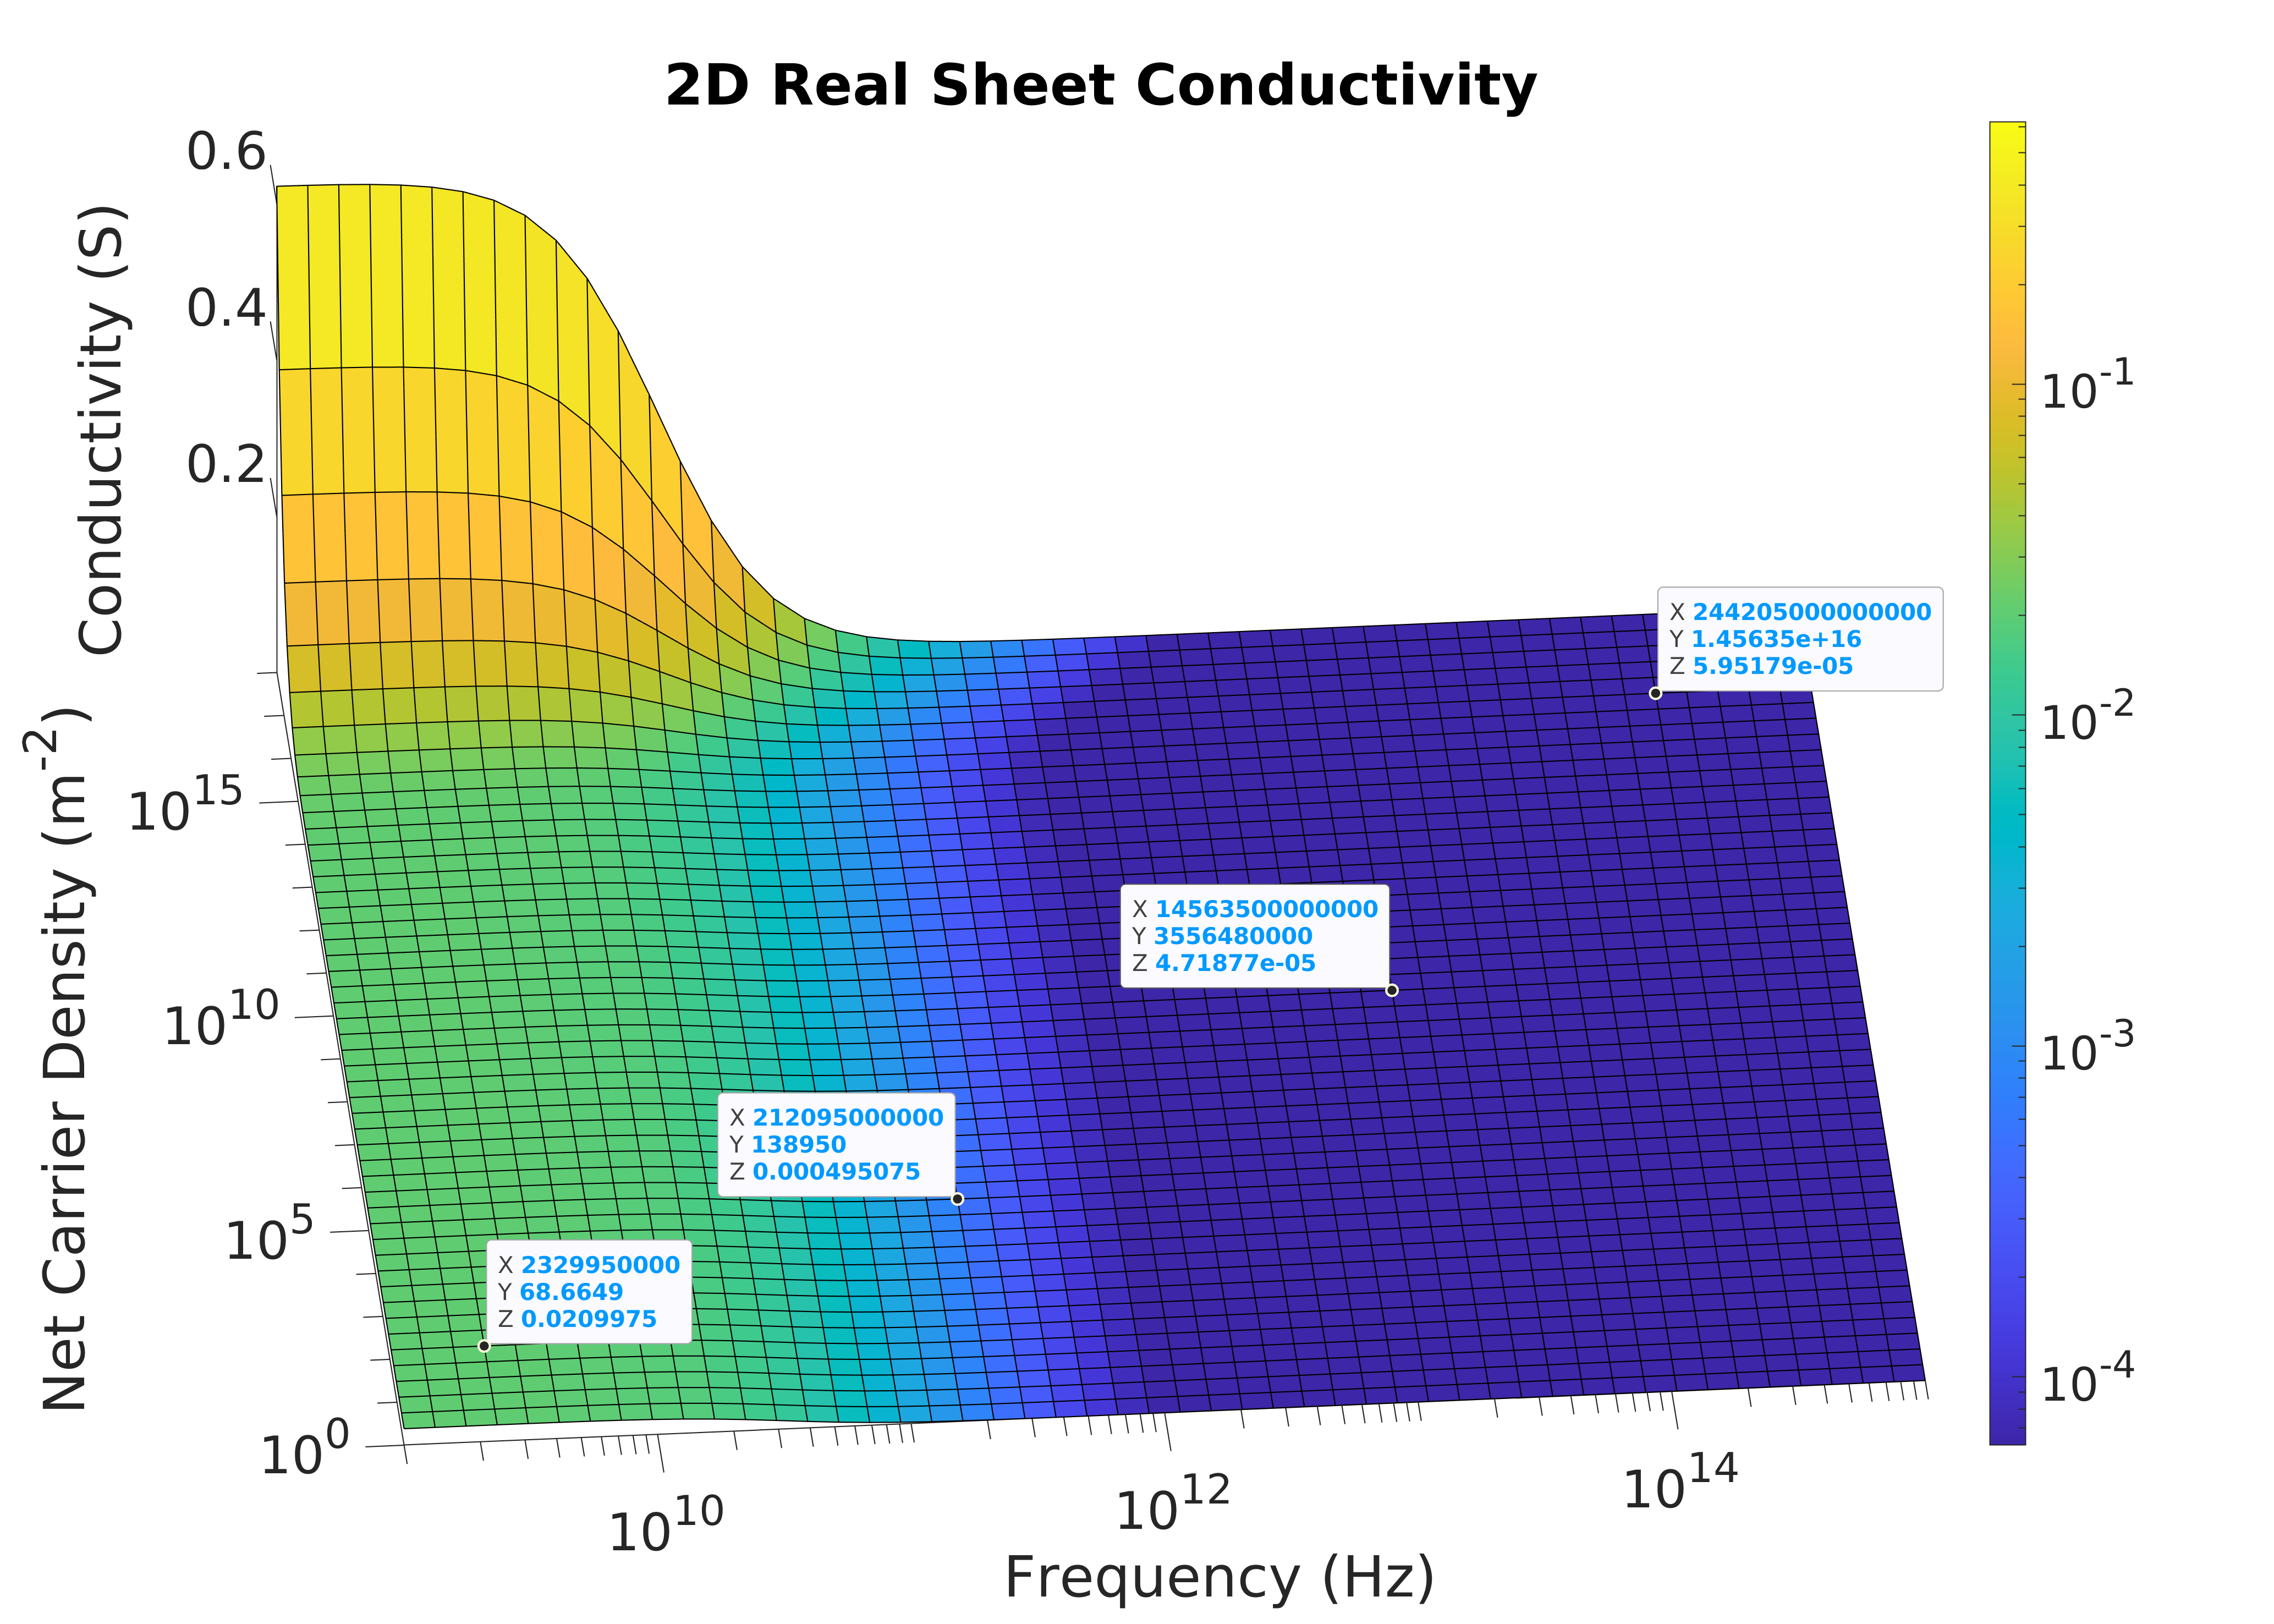 2D Real Sheet Conductivity
0.6
0.4
0.2
Conductivity (S)
10^15
10^10
10^5
10^0
Net Carrier Density (m^-2)
X 244205000000000
Y 1.45635e+16
Z 5.95179e-05
X 14563500000000
Y 3556480000
Z 4.71877e-05
X 212095000000
Y 138950
Z 0.000495075
X 2329950000
Y 68.6649
Z 0.0209975
10^-1
10^-2
10^-3
10^-4
10^10
10^12
10^14
Frequency (Hz)